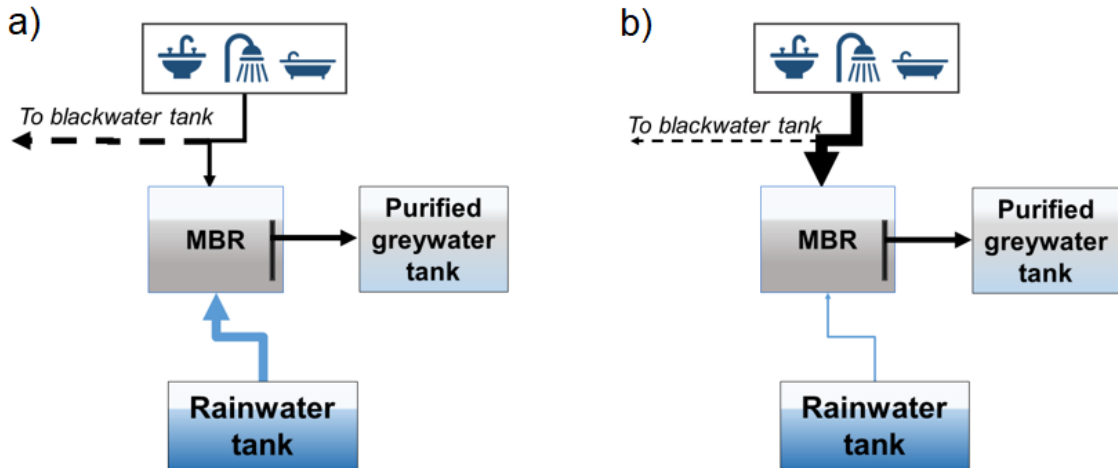 a)
To blackwater tank
MBR
Purified
greywater
tank
Rainwater
tank
b)
To blackwater tank
MBR
Purified
greywater
tank
Rainwater
tank